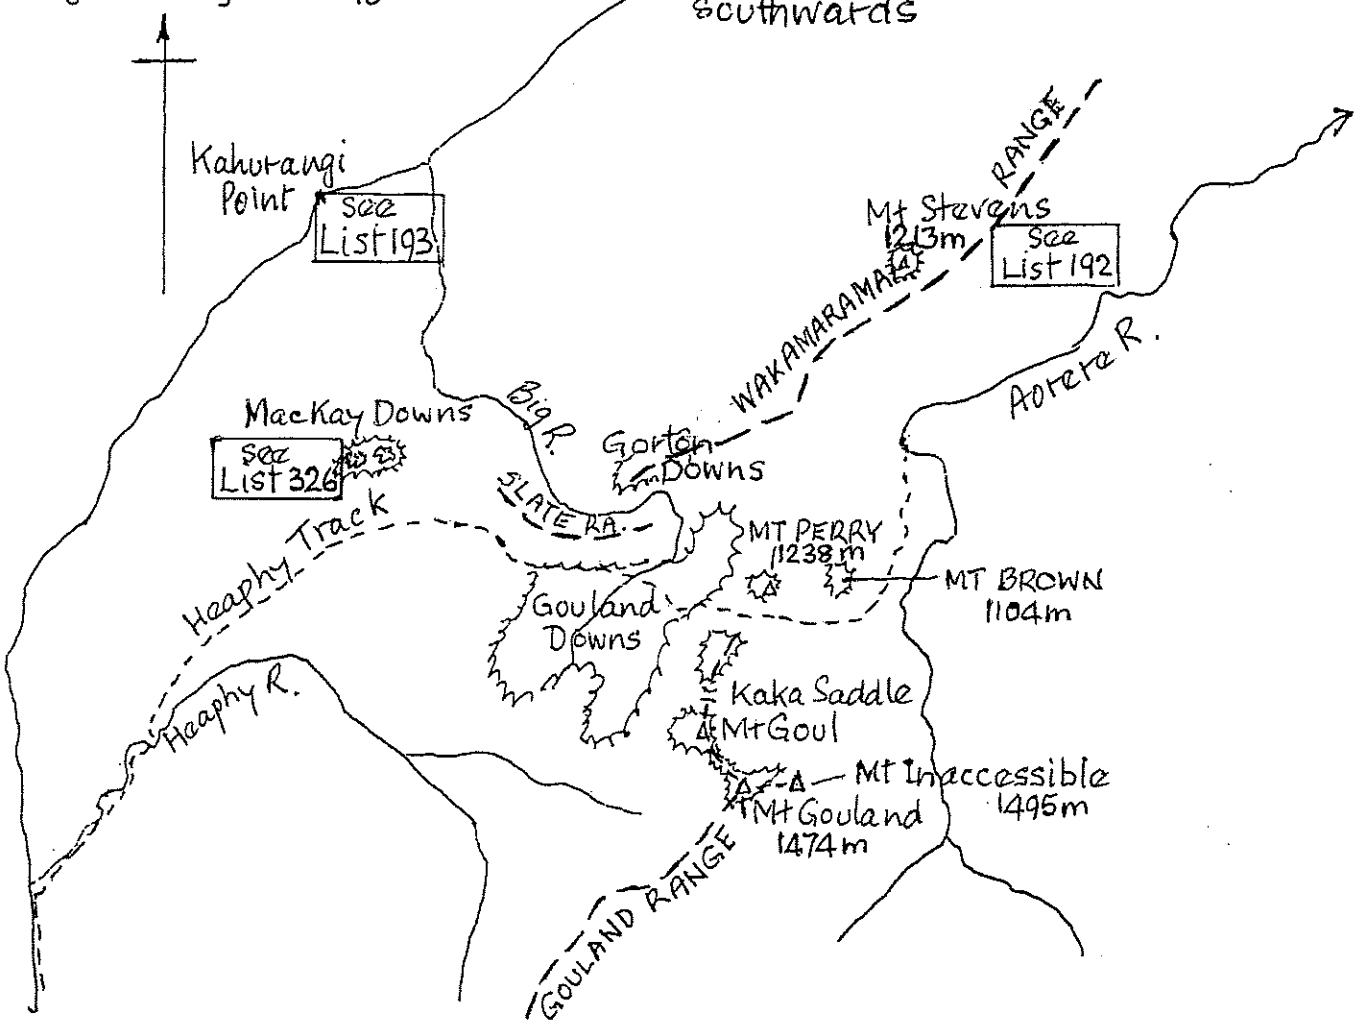 southwards
Kahurangi
Point
See
List 193
RANGE
Mt Stevens
1213m
See
List 192
WAKAMARAMA
Aorere R.
Big R.
MacKay Downs
See
List 326
Gorton
Downs
SLATE RA.
Heaphy Track
MT PERRY
1238m
MT BROWN
1104m
Gouland
Downs
Heaphy R.
Kaka Saddle
Mt Goul
Mt Inaccessible
1495m
Mt Gouland
1474m
GOULAND RANGE